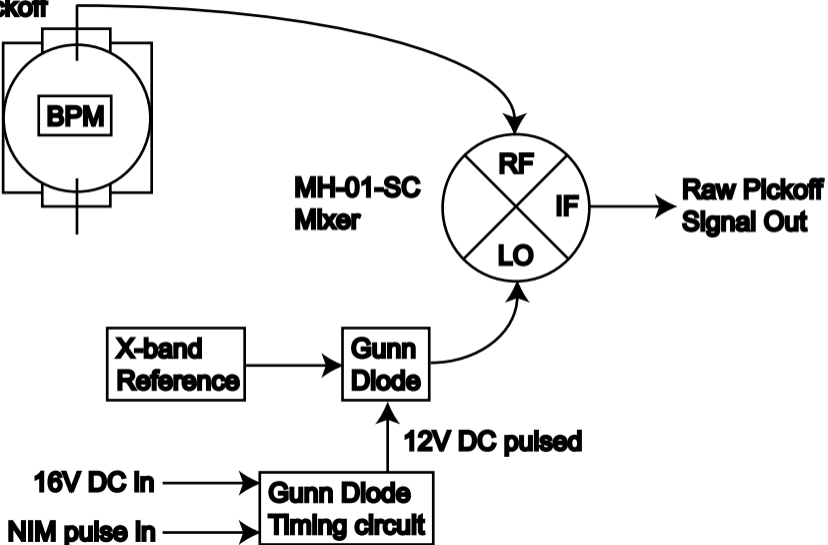 BPM
MH-01-SC
Mixer
RF
IF
LO
Raw Pickoff
Signal Out
X-band
Reference
Gunn
Diode
12V DC pulsed
16V DC in
NIM pulse in
Gunn Diode
Timing circuit